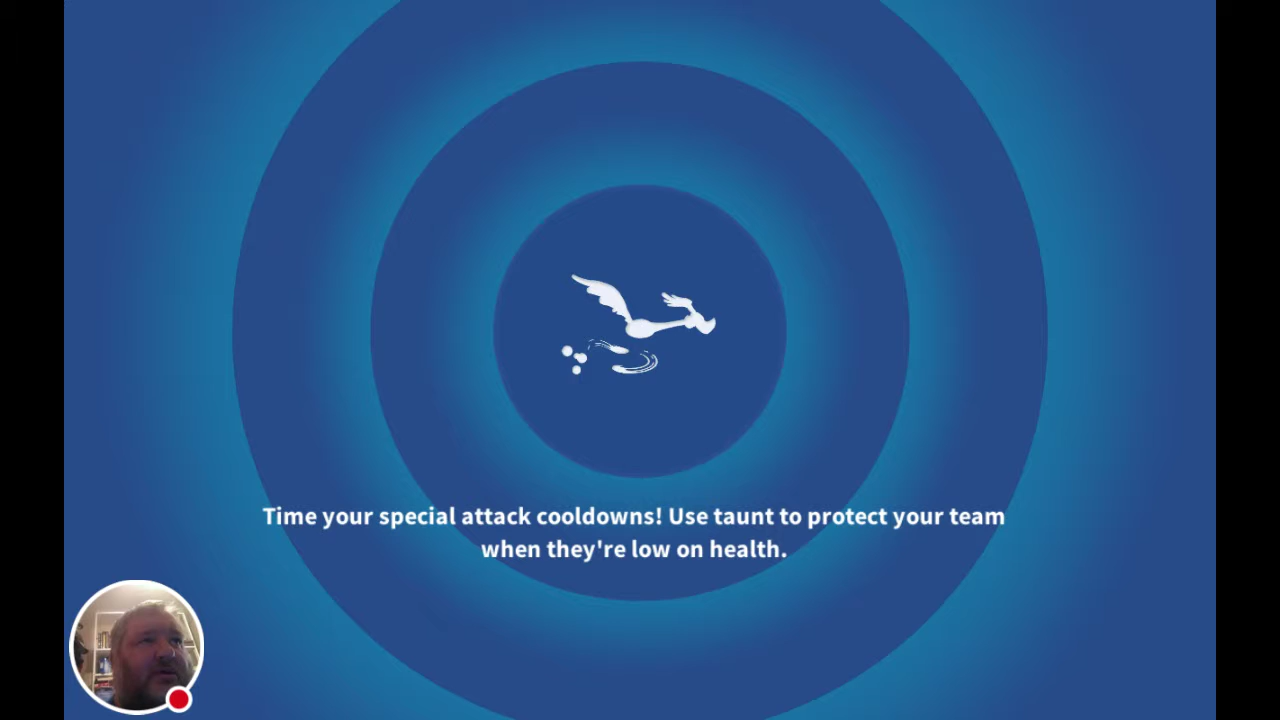 Time your special attack cooldowns! Use taunt to protect your team
when they're low on health.